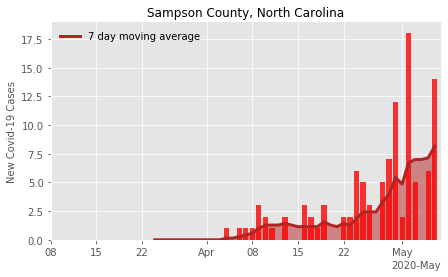 Sampson County, North Carolina
7 day moving average
New Covid-19 Cases
17.5
15.0
12.5
10.0
7.5
5.0
2.5
0.0
08 15 22 Apr 08 15 22 May
2020-May